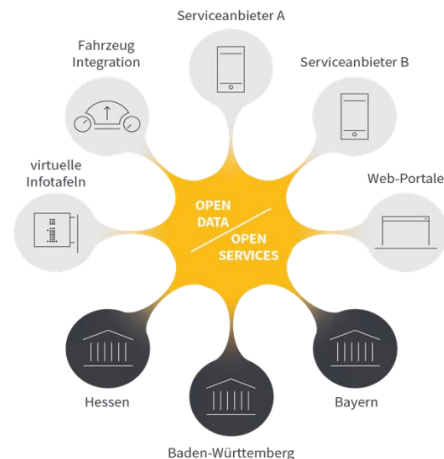 Serviceanbieter A
Fahrzeug
Integration
Serviceanbieter B
virtuelle
Infotafeln
Web-Portale
OPEN
DATA
OPEN
SERVICES
Hessen
Bayern
Baden-Württemberg